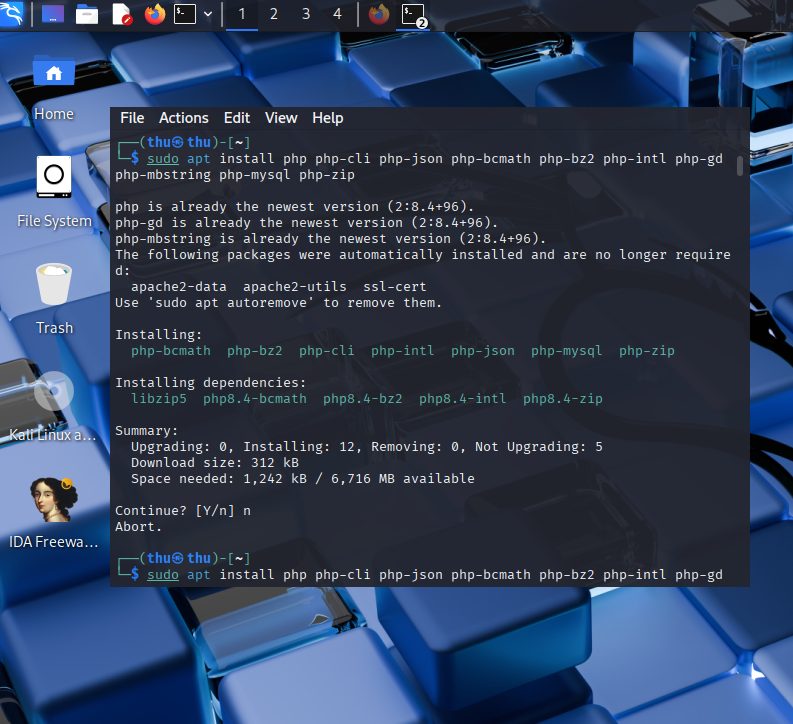 1 2 3 4
2
File Actions Edit View Help
Home
File System
Trash
Kali Linux a...
IDA Freewa...
┌──(thu㉿thu)-[~]
└─$ sudo apt install php php-cli php-json php-bcmath php-bz2 php-intl php-gd
php-mbstring php-mysql php-zip
php is already the newest version (2:8.4+96).
php-gd is already the newest version (2:8.4+96).
php-mbstring is already the newest version (2:8.4+96).
The following packages were automatically installed and are no longer require
d:
apache2-data apache2-utils ssl-cert
Use 'sudo apt autoremove' to remove them.
Installing:
php-bcmath php-bz2 php-cli php-intl php-json php-mysql php-zip
Installing dependencies:
libzip5 php8.4-bcmath php8.4-bz2 php8.4-intl php8.4-zip
Summary:
Upgrading: 0, Installing: 12, Removing: 0, Not Upgrading: 5
Download size: 312 kB
Space needed: 1,242 kB / 6,716 MB available
Continue? [Y/n] n
Abort.
┌──(thu㉿thu)-[~]
└─$ sudo apt install php php-cli php-json php-bcmath php-bz2 php-intl php-gd